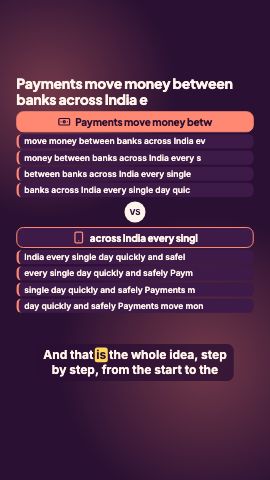 Payments move money between
banks across India e
Payments move money betw
move money between banks across India ev
money between banks across India every s
between banks across India every single
banks across India every single day quic
VS
across India every singl
India every single day quickly and safel
every single day quickly and safely Paym
single day quickly and safely Payments m
day quickly and safely Payments move mon
And that is the whole idea, step
by step, from the start to the